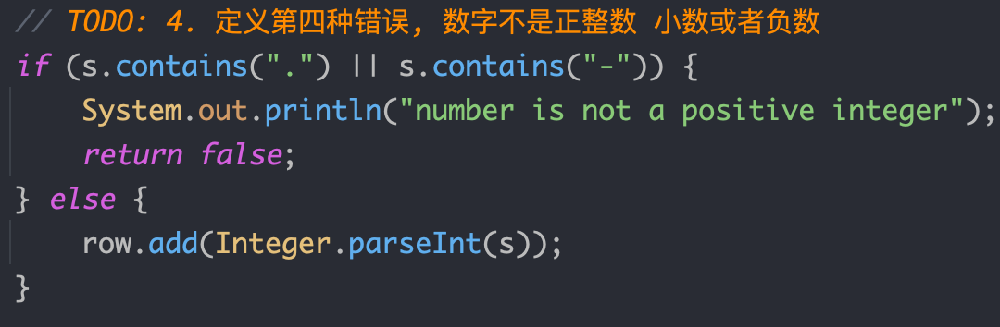 // TODO: 4. 定义第四种错误, 数字不是正整数 小数或者负数
if (s.contains(".") || s.contains("-")) {
    System.out.println("number is not a positive integer");
    return false;
} else {
    row.add(Integer.parseInt(s));
}